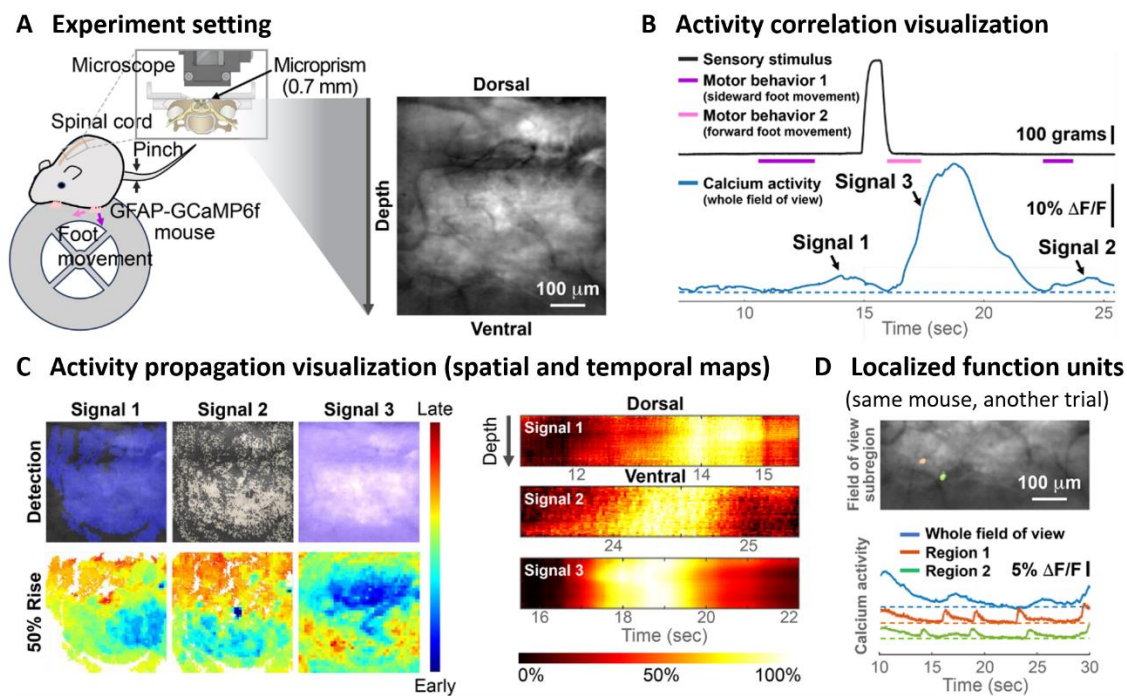 A Experiment setting
Microscope
Microprism
(0.7 mm)
Spinal cord
Pinch
GFAP-GCaMP6f
mouse
Foot
movement
Depth
Dorsal
100 μm
Ventral
B Activity correlation visualization
Sensory stimulus
Motor behavior 1
(sideward foot movement)
Motor behavior 2
(forward foot movement)
100 grams
Calcium activity
(whole field of view)
Signal 3
10% ΔF/F
Signal 1
Signal 2
10 15 20 25
Time (sec)
C Activity propagation visualization (spatial and temporal maps)
Signal 1 Signal 2 Signal 3
Late
Early
Detection
50% Rise
Dorsal
Depth
Signal 1
12 14 15
Ventral
Signal 2
24 25
Signal 3
16 18 20 22
Time (sec)
0% 50% 100%
D Localized function units
(same mouse, another trial)
Field of view
subregion
100 μm
Whole field of view
Region 1
Region 2
5% ΔF/F
Calcium activity
10 15 20 25 30
Time (sec)